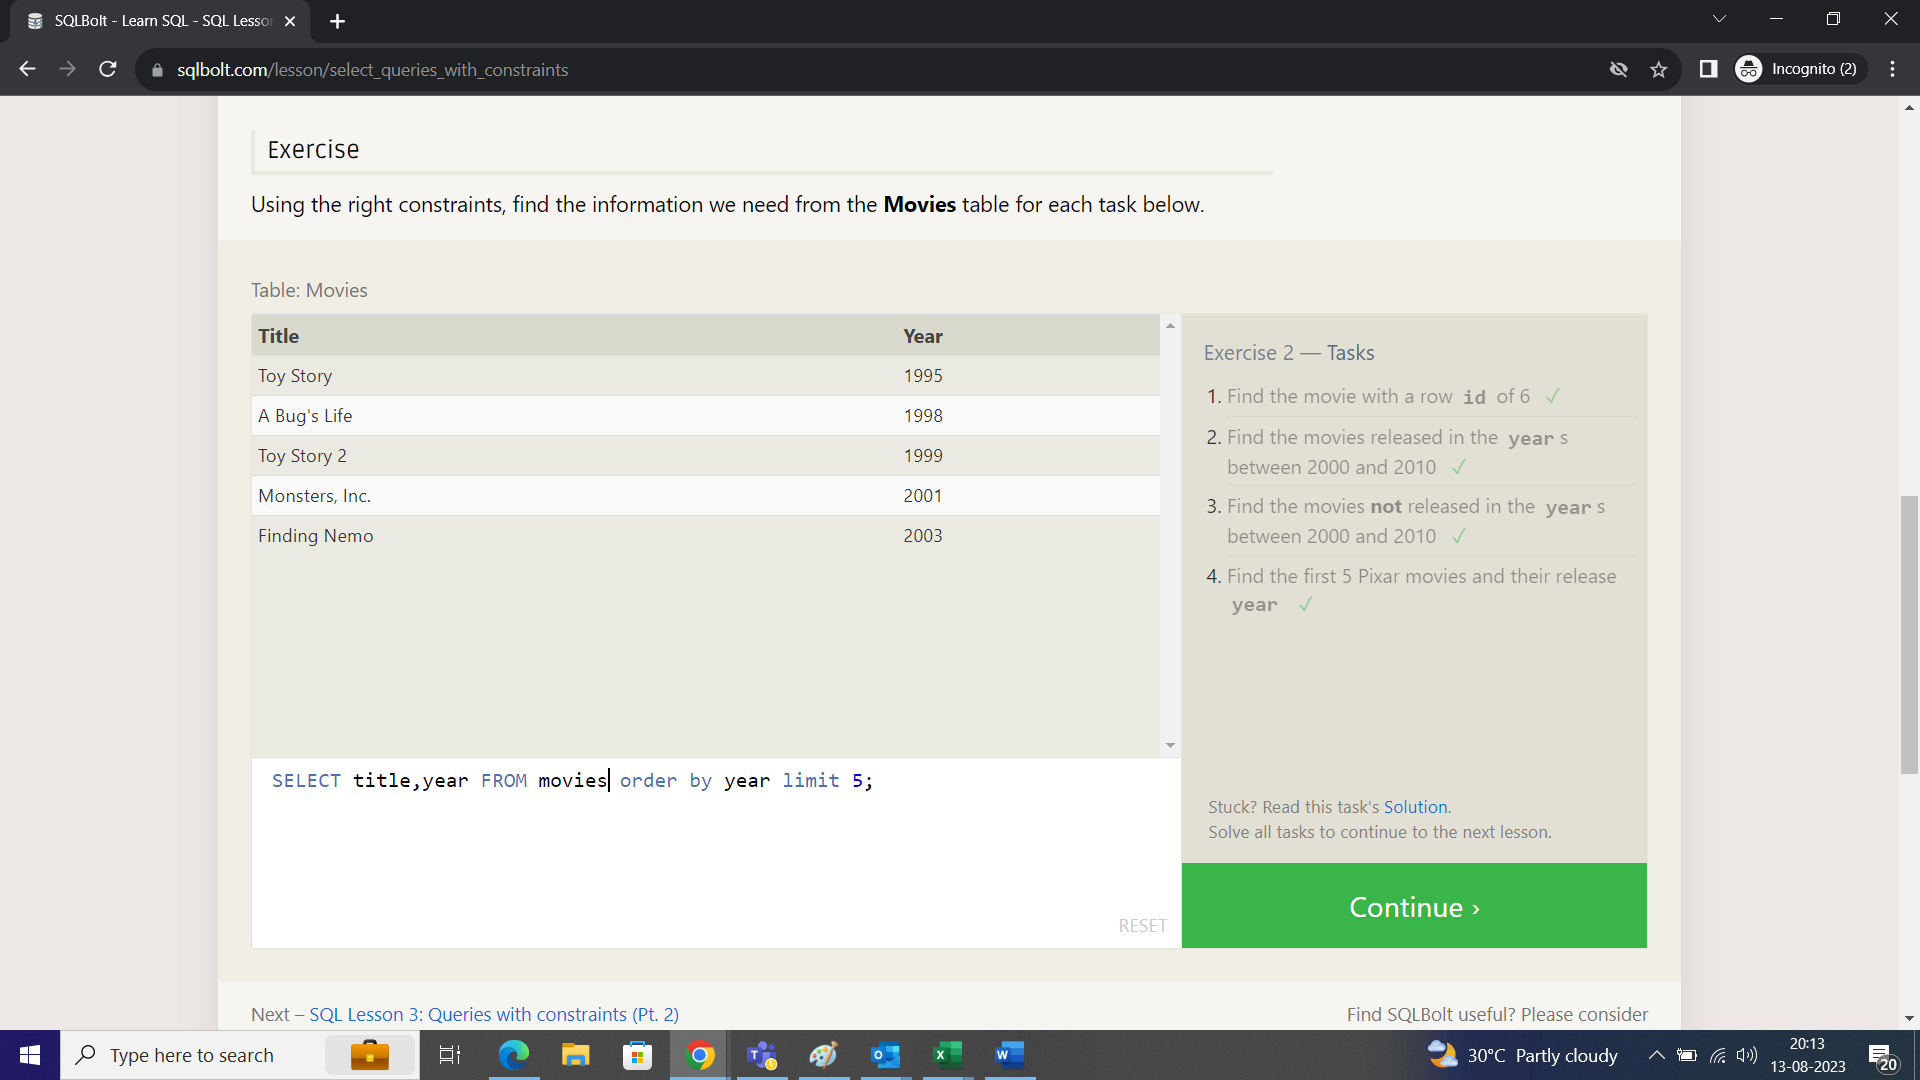 SQLBolt - Learn SQL - SQL Lesson
sqlbolt.com/lesson/select_queries_with_constraints
Incognito (2)
Exercise
Using the right constraints, find the information we need from the Movies table for each task below.
Table: Movies
Title Year
Toy Story 1995
A Bug's Life 1998
Toy Story 2 1999
Monsters, Inc. 2001
Finding Nemo 2003
Exercise 2 — Tasks
1. Find the movie with a row id of 6 ✓
2. Find the movies released in the year s
between 2000 and 2010 ✓
3. Find the movies not released in the year s
between 2000 and 2010 ✓
4. Find the first 5 Pixar movies and their release
year ✓
SELECT title,year FROM movies order by year limit 5;
RESET
Stuck? Read this task's Solution.
Solve all tasks to continue to the next lesson.
Continue ›
Next – SQL Lesson 3: Queries with constraints (Pt. 2)
Find SQLBolt useful? Please consider
Type here to search
30°C Partly cloudy
20:13
13-08-2023
20